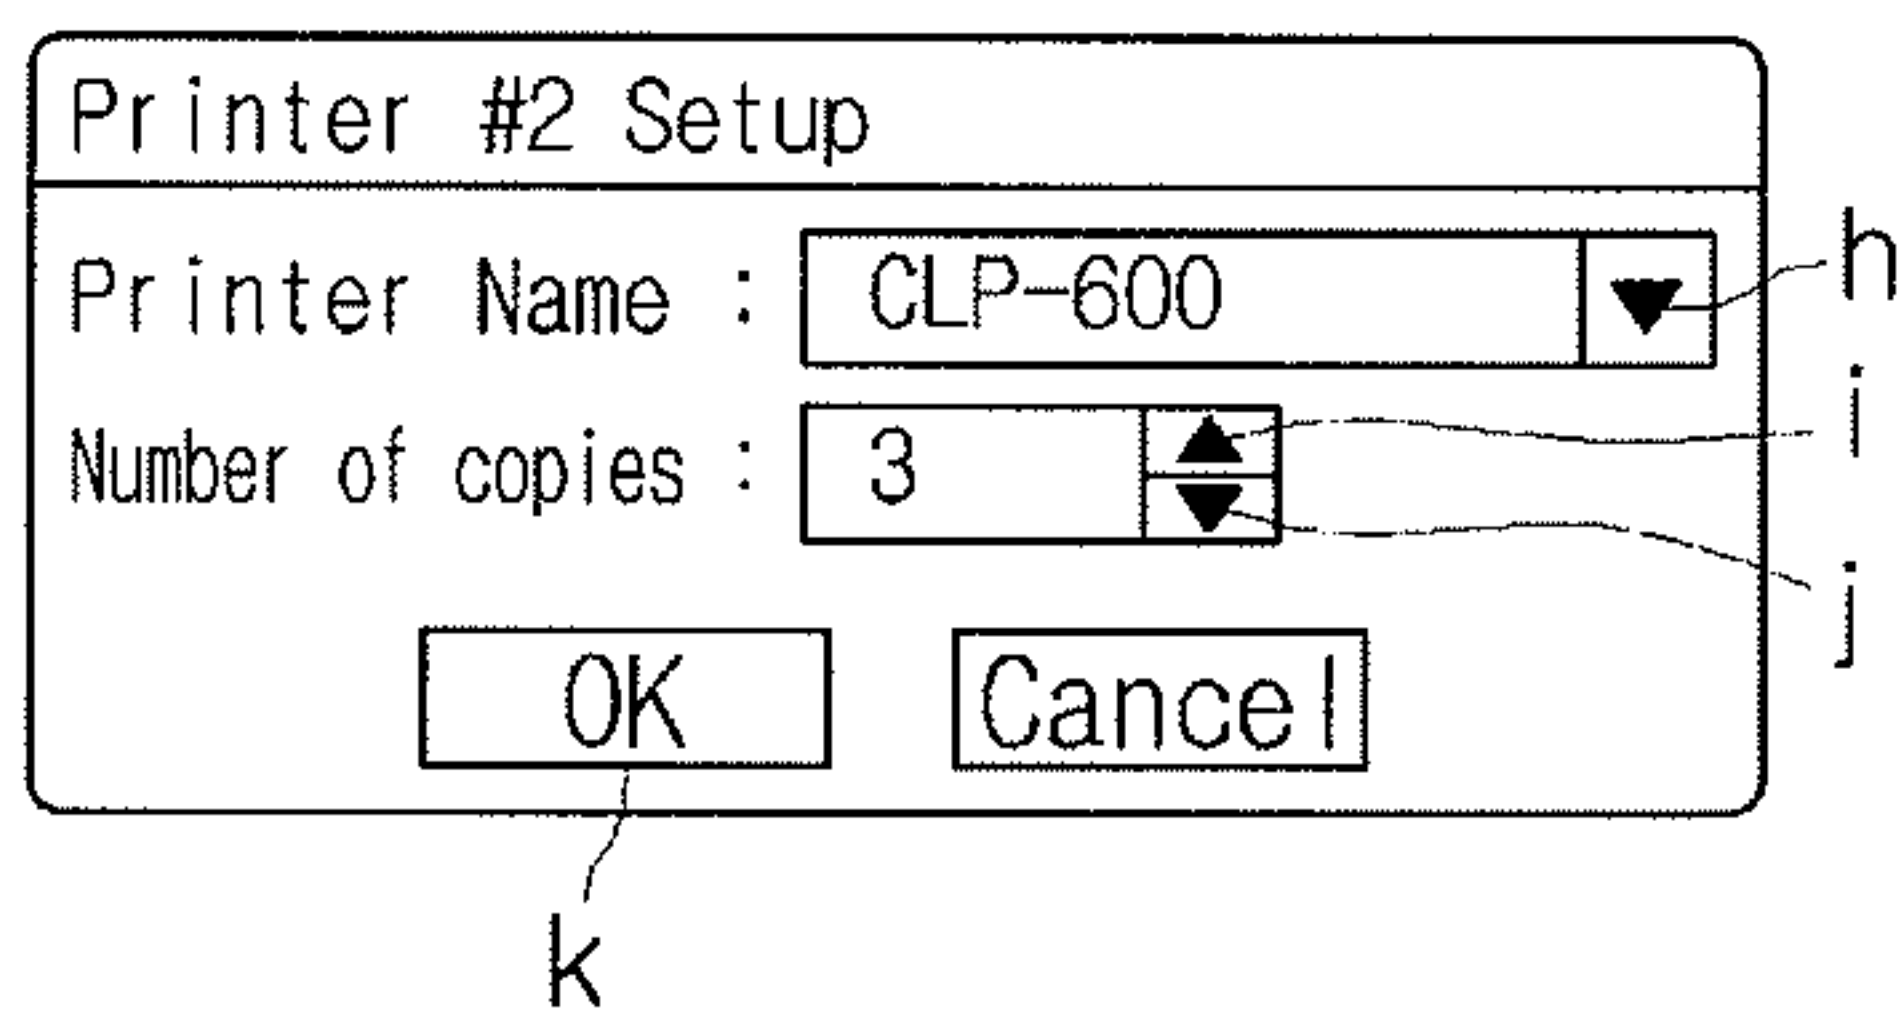 Printer #2 Setup
Printer Name : CLP-600 ▼ h
Number of copies : 3 ▲ i
▼ j
OK Cancel
k